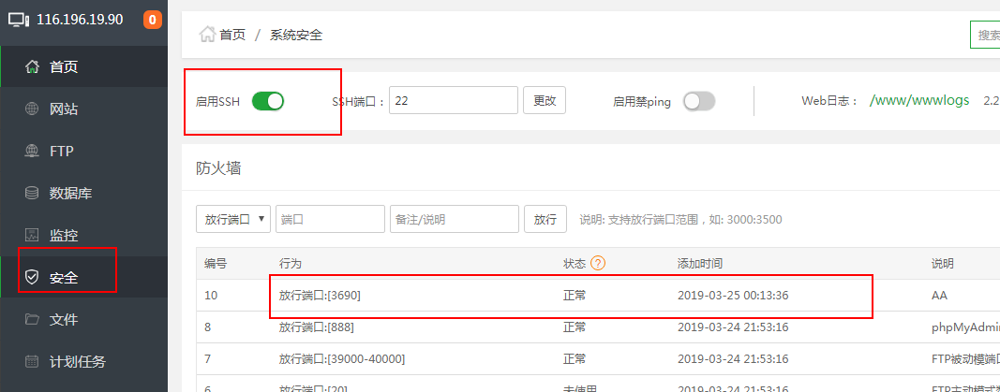 116.196.19.90 0
首页
网站
FTP
数据库
监控
安全
文件
计划任务
首页 / 系统安全
搜索
启用SSH SSH端口： 22 更改 启用禁ping Web日志： /www/wwwlogs 2.2
防火墙
放行端口 端口 备注/说明 放行 说明: 支持放行端口范围，如: 3000:3500
编号 行为 状态 ? 添加时间 说明
10 放行端口:[3690] 正常 2019-03-25 00:13:36 AA
8 放行端口:[888] 正常 2019-03-24 21:53:16 phpMyAdmin
7 放行端口:[39000-40000] 正常 2019-03-24 21:53:16 FTP被动模端口
6 放行端口:[20] 未使用 2019-03-24 21:53:16 FTP主动模式数